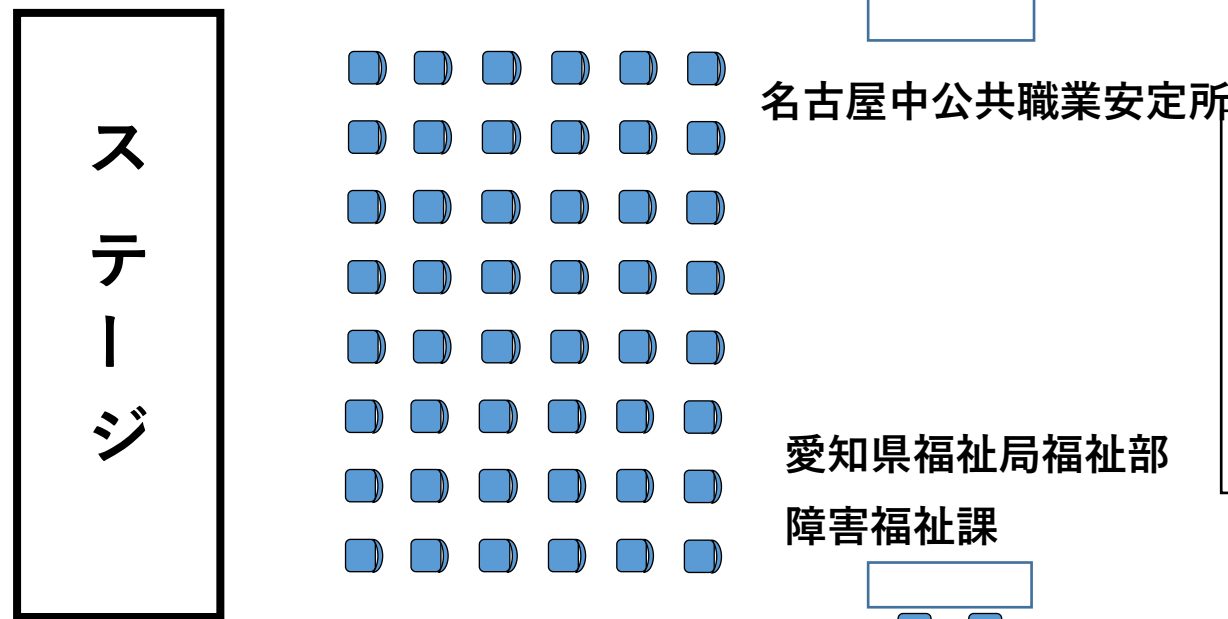 ステージ
名古屋中公共職業安定所
愛知県福祉局福祉部
障害福祉課